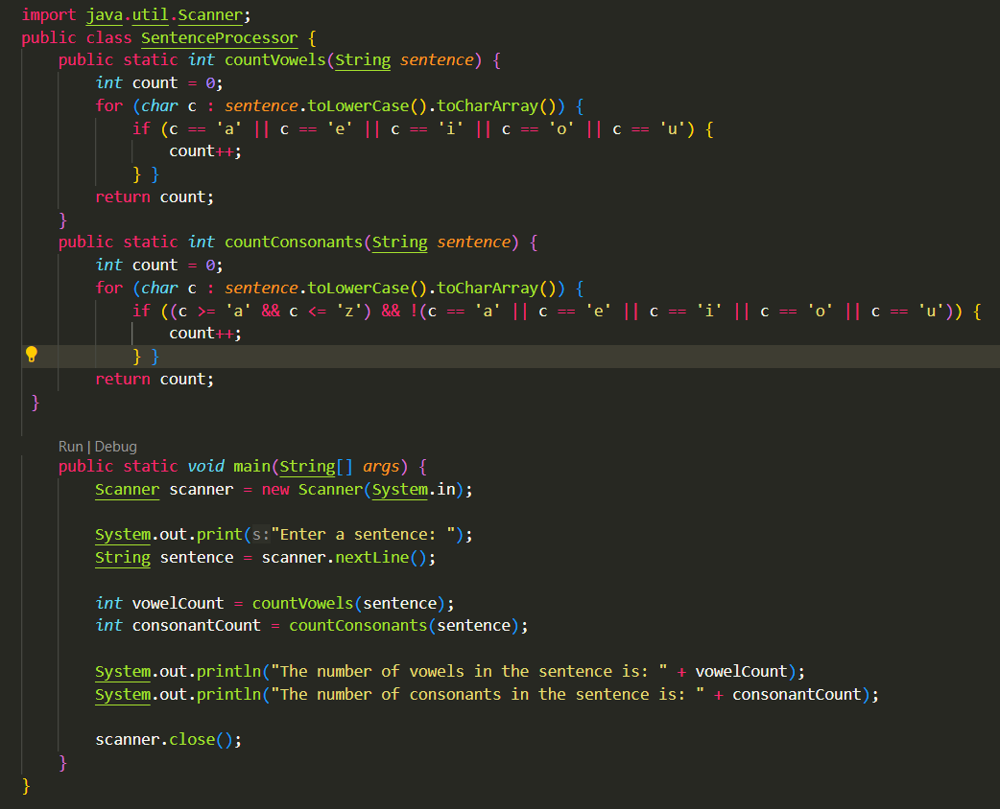 import java.util.Scanner;
public class SentenceProcessor {
    public static int countVowels(String sentence) {
        int count = 0;
        for (char c : sentence.toLowerCase().toCharArray()) {
            if (c == 'a' || c == 'e' || c == 'i' || c == 'o' || c == 'u') {
                count++;
            } }
        return count;
    }
    public static int countConsonants(String sentence) {
        int count = 0;
        for (char c : sentence.toLowerCase().toCharArray()) {
            if ((c >= 'a' && c <= 'z') && !(c == 'a' || c == 'e' || c == 'i' || c == 'o' || c == 'u')) {
                count++;
            } }
        return count;
 }
    Run | Debug
    public static void main(String[] args) {
        Scanner scanner = new Scanner(System.in);
        System.out.print(s:"Enter a sentence: ");
        String sentence = scanner.nextLine();
        int vowelCount = countVowels(sentence);
        int consonantCount = countConsonants(sentence);
        System.out.println("The number of vowels in the sentence is: " + vowelCount);
        System.out.println("The number of consonants in the sentence is: " + consonantCount);
        scanner.close();
    }
}